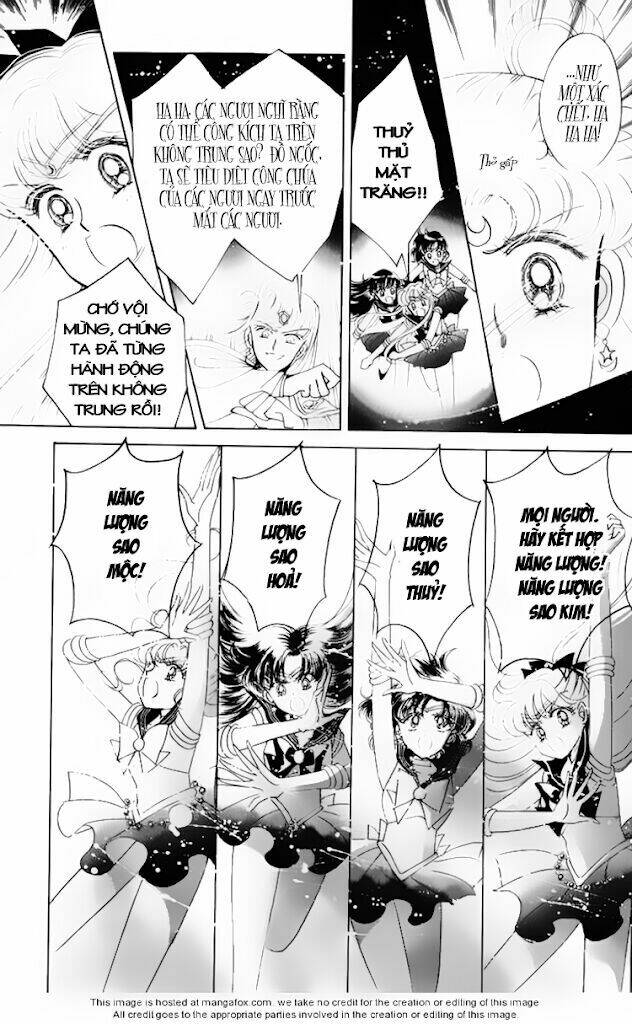 ...NHƯ
MỘT XÁC
CHẾT. HA
HA HA!
Thở gấp
THUỶ
THỦ
MẶT
TRĂNG!!
HA HA. CÁC NGƯƠI NGHĨ RẰNG
CÓ THỂ CÔNG KÍCH TA TRÊN
KHÔNG TRUNG SAO? ĐỒ NGỐC.
TA SẼ TIÊU DIỆT CÔNG CHÚA
CỦA CÁC NGƯƠI NGAY TRƯỚC
MẮT CÁC NGƯƠI.
CHỚ VỘI
MỪNG, CHÚNG
TA ĐÃ TỪNG
HÀNH ĐỘNG
TRÊN KHÔNG
TRUNG RỒI!
MỌI NGƯỜI.
HÃY KẾT HỢP
NĂNG LƯỢNG!
NĂNG LƯỢNG
SAO KIM!
NĂNG
LƯỢNG
SAO
THUỶ!
NĂNG
LƯỢNG
SAO
HOẢ!
NĂNG
LƯỢNG
SAO
MỘC!
This image is hosted at mangafox.com. we take no credit for the creation or editing of this image
All credit goes to the appropriate parties involved in the creation or editing of this image.